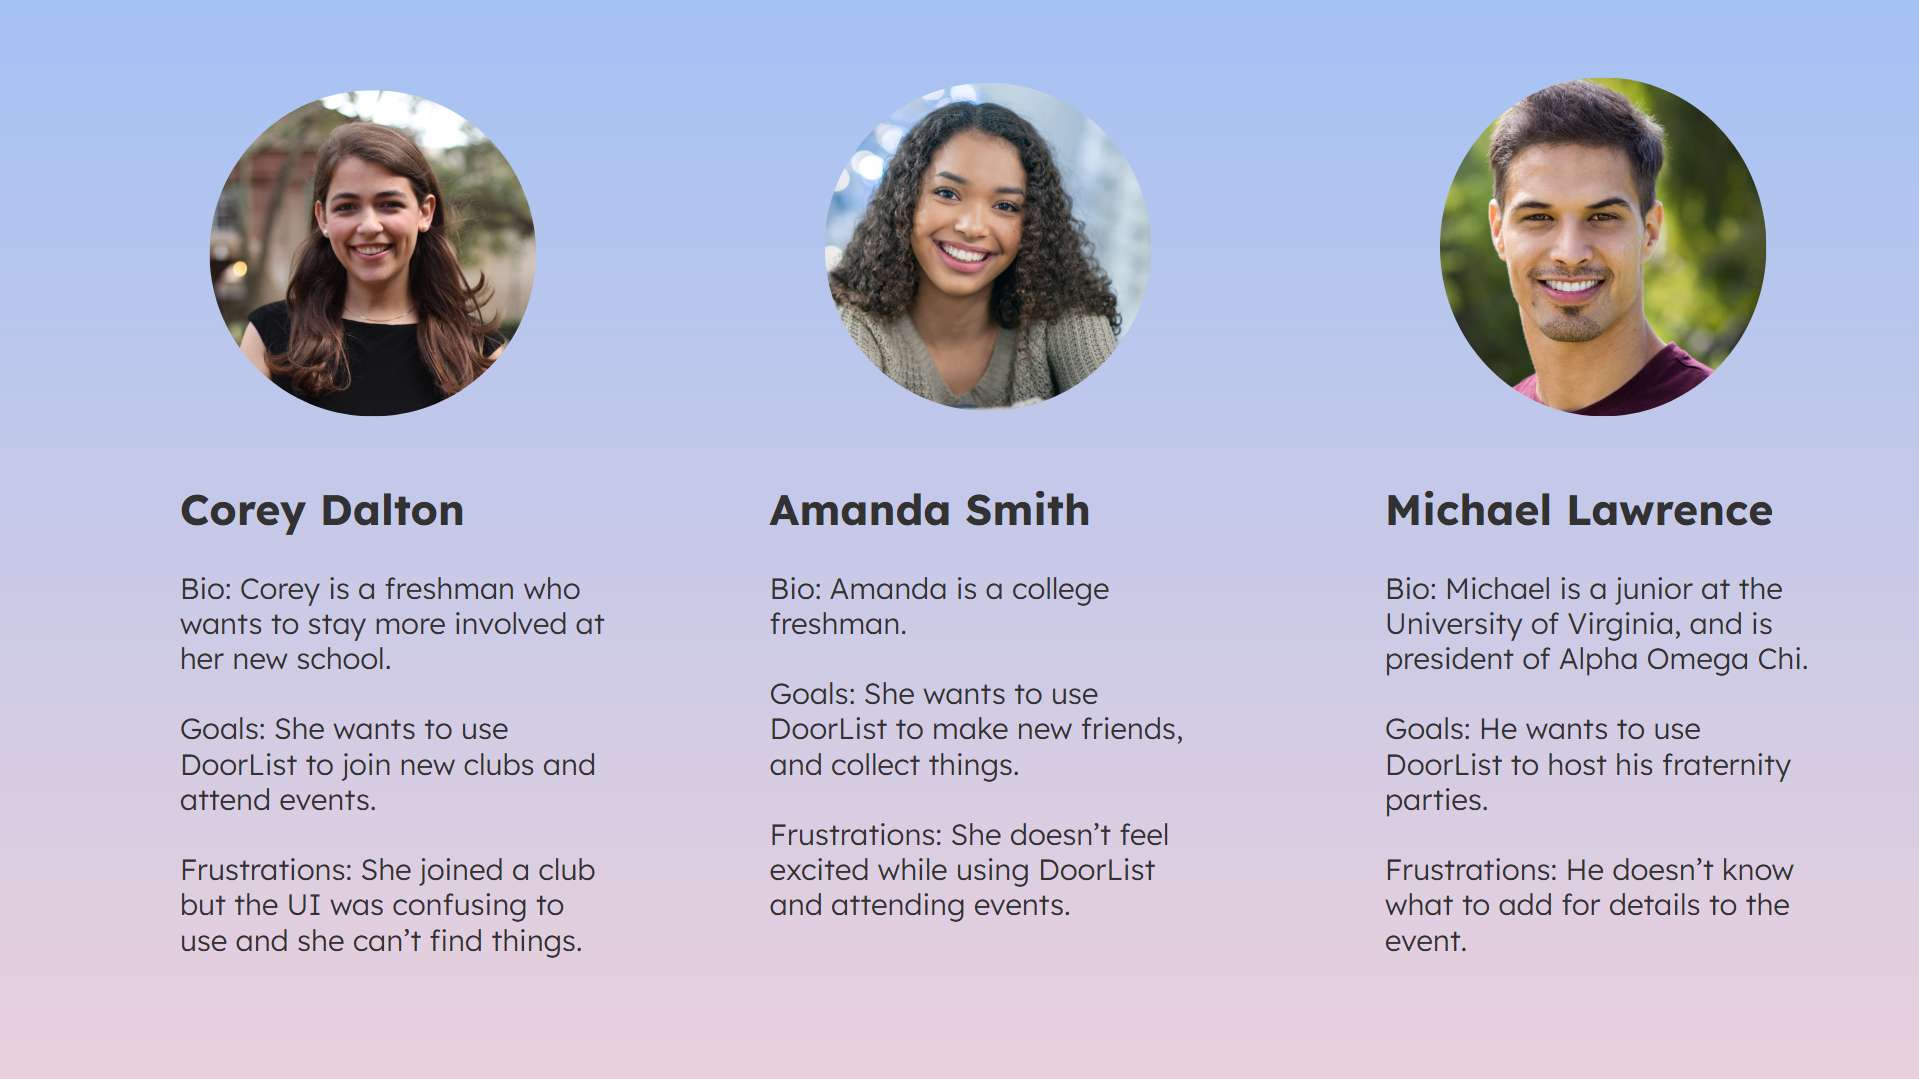 Corey Dalton
Bio: Corey is a freshman who
wants to stay more involved at
her new school.
Goals: She wants to use
DoorList to join new clubs and
attend events.
Frustrations: She joined a club
but the UI was confusing to
use and she can’t find things.
Amanda Smith
Bio: Amanda is a college
freshman.
Goals: She wants to use
DoorList to make new friends,
and collect things.
Frustrations: She doesn’t feel
excited while using DoorList
and attending events.
Michael Lawrence
Bio: Michael is a junior at the
University of Virginia, and is
president of Alpha Omega Chi.
Goals: He wants to use
DoorList to host his fraternity
parties.
Frustrations: He doesn’t know
what to add for details to the
event.